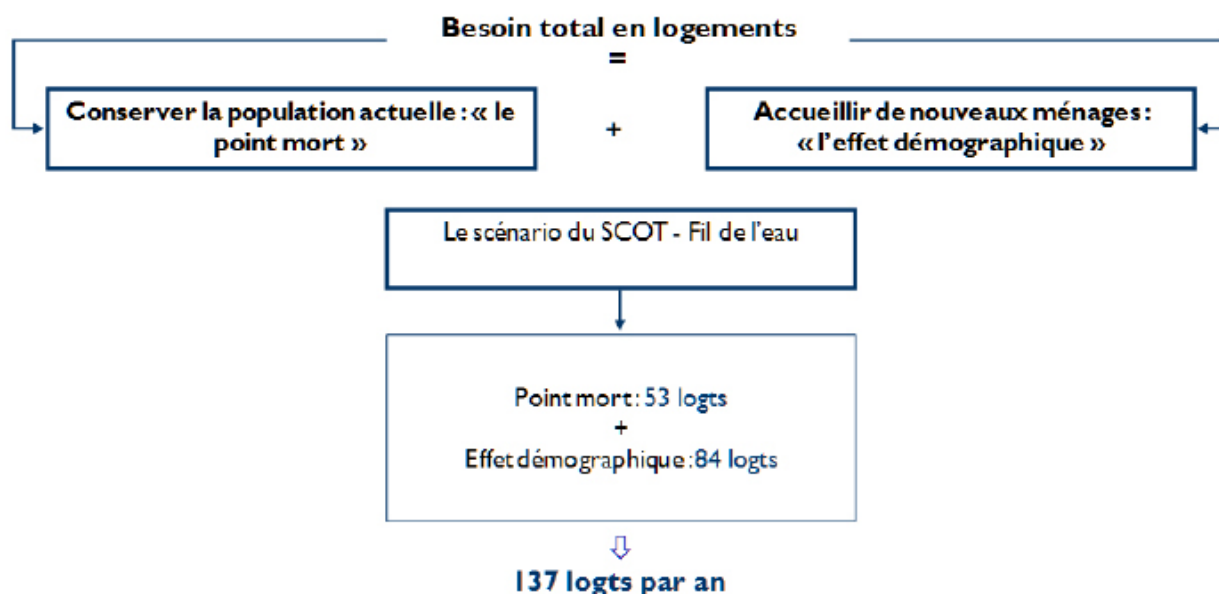 Besoin total en logements
=
Conserver la population actuelle : « le
point mort »
+
Accueillir de nouveaux ménages :
« l'effet démographique »
Le scénario du SCOT - Fil de l'eau
Point mort : 53 logts
+
Effet démographique : 84 logts
137 logts par an